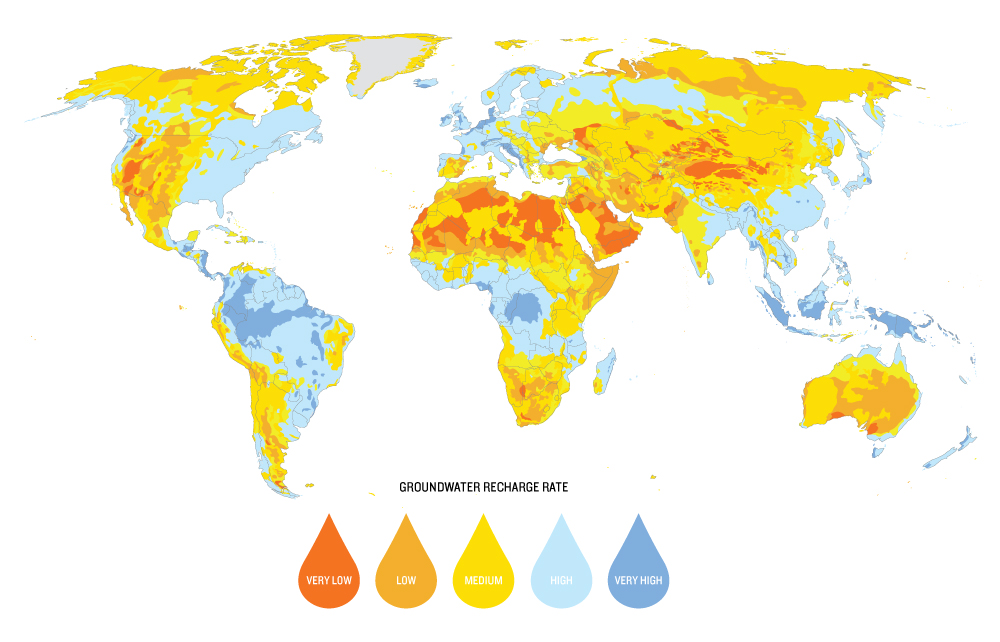 GROUNDWATER RECHARGE RATE
VERY LOW
LOW
MEDIUM
HIGH
VERY HIGH